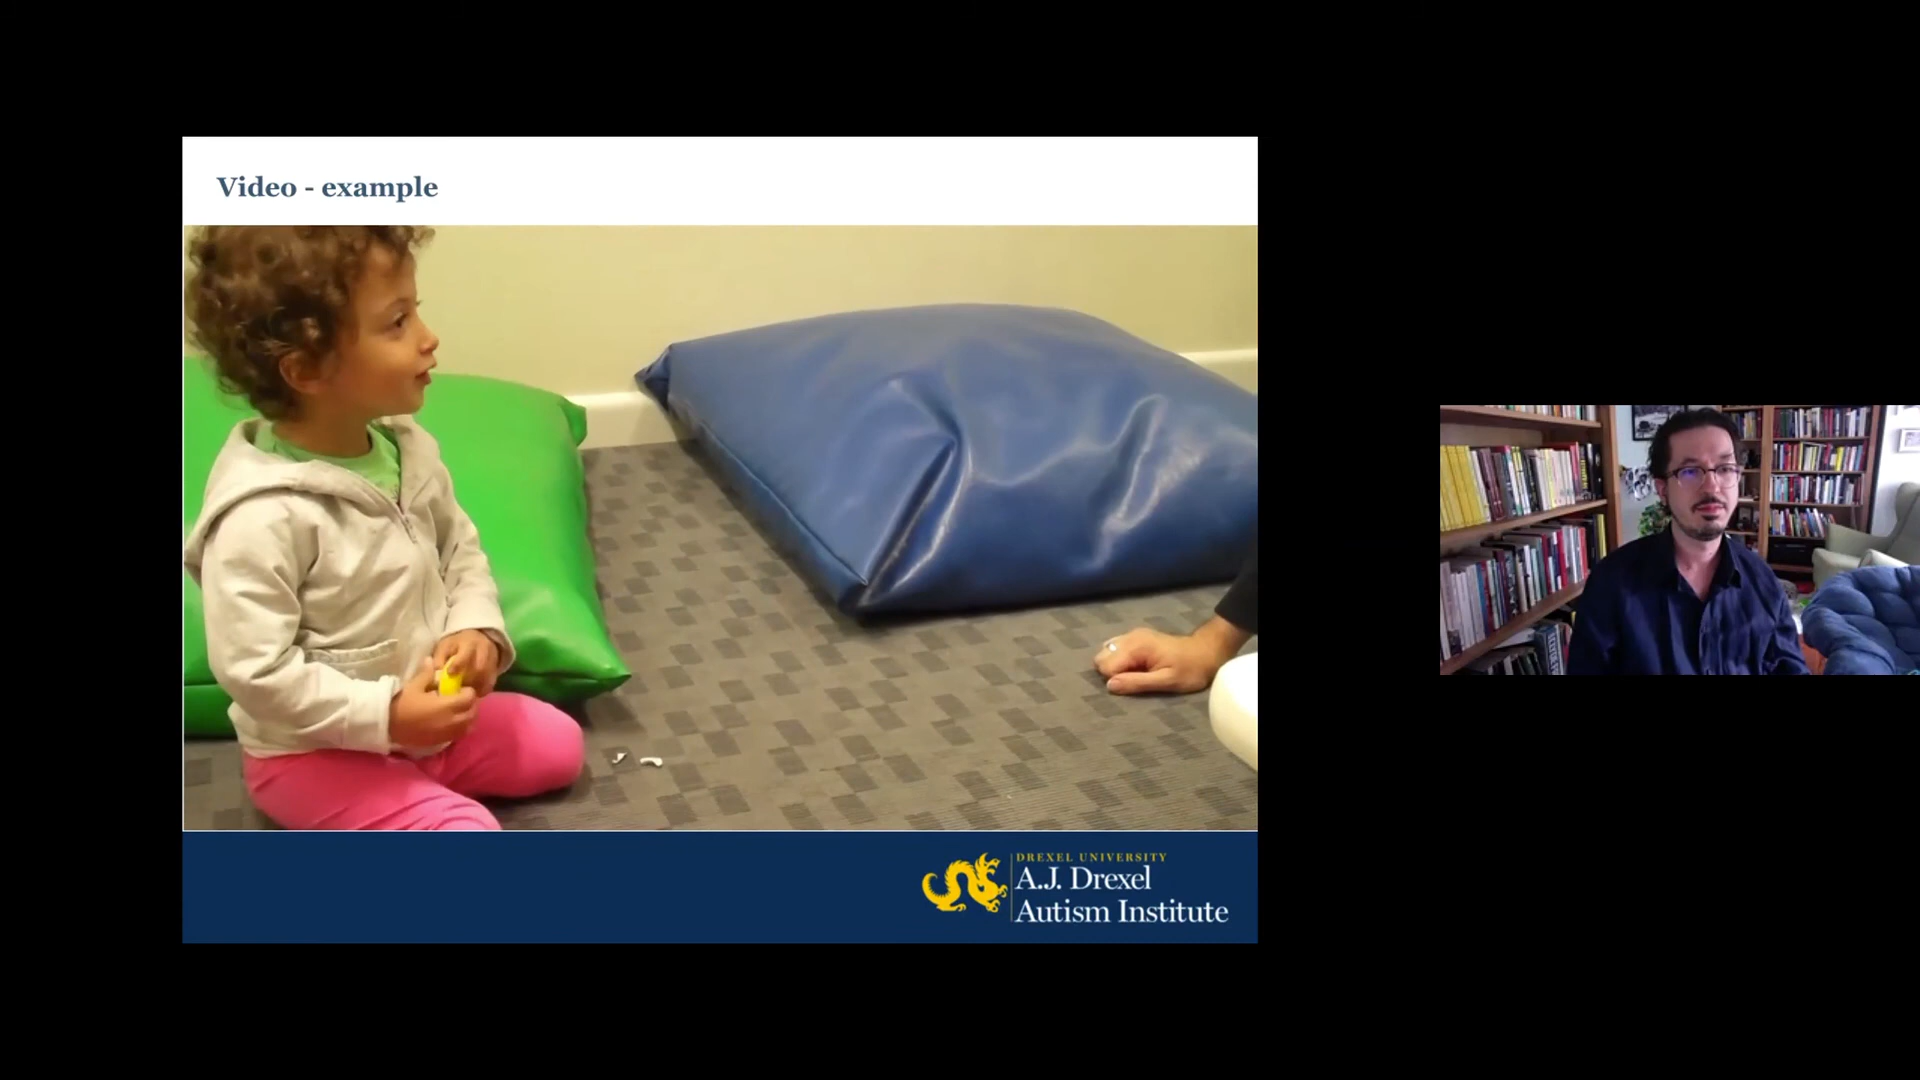 Video - example
DREXEL UNIVERSITY
A.J. Drexel
Autism Institute